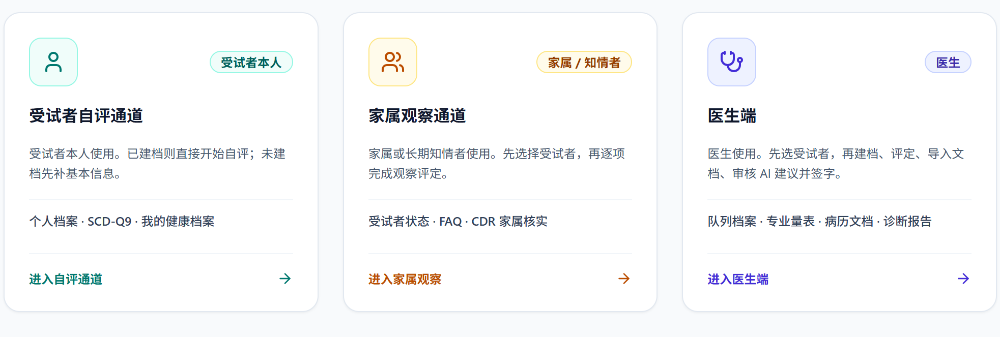 受试者本人
受试者自评通道
受试者本人使用。已建档则直接开始自评；未建
档先补基本信息。
个人档案 · SCD-Q9 · 我的健康档案
进入自评通道
家属 / 知情者
家属观察通道
家属或长期知情者使用。先选择受试者，再逐项
完成观察评定。
受试者状态 · FAQ · CDR 家属核实
进入家属观察
医生
医生端
医生使用。先选受试者，再建档、评定、导入文
档、审核 AI 建议并签字。
队列档案 · 专业量表 · 病历文档 · 诊断报告
进入医生端